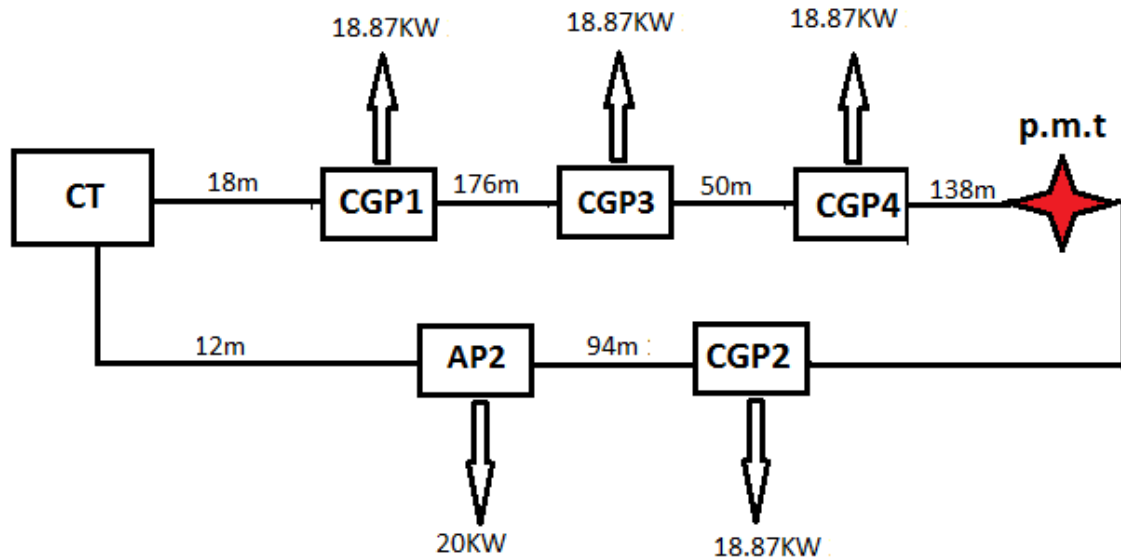 18.87KW
18.87KW
18.87KW
p.m.t
CT
18m
CGP1
176m
CGP3
50m
CGP4
138m
12m
AP2
94m
CGP2
20KW
18.87KW